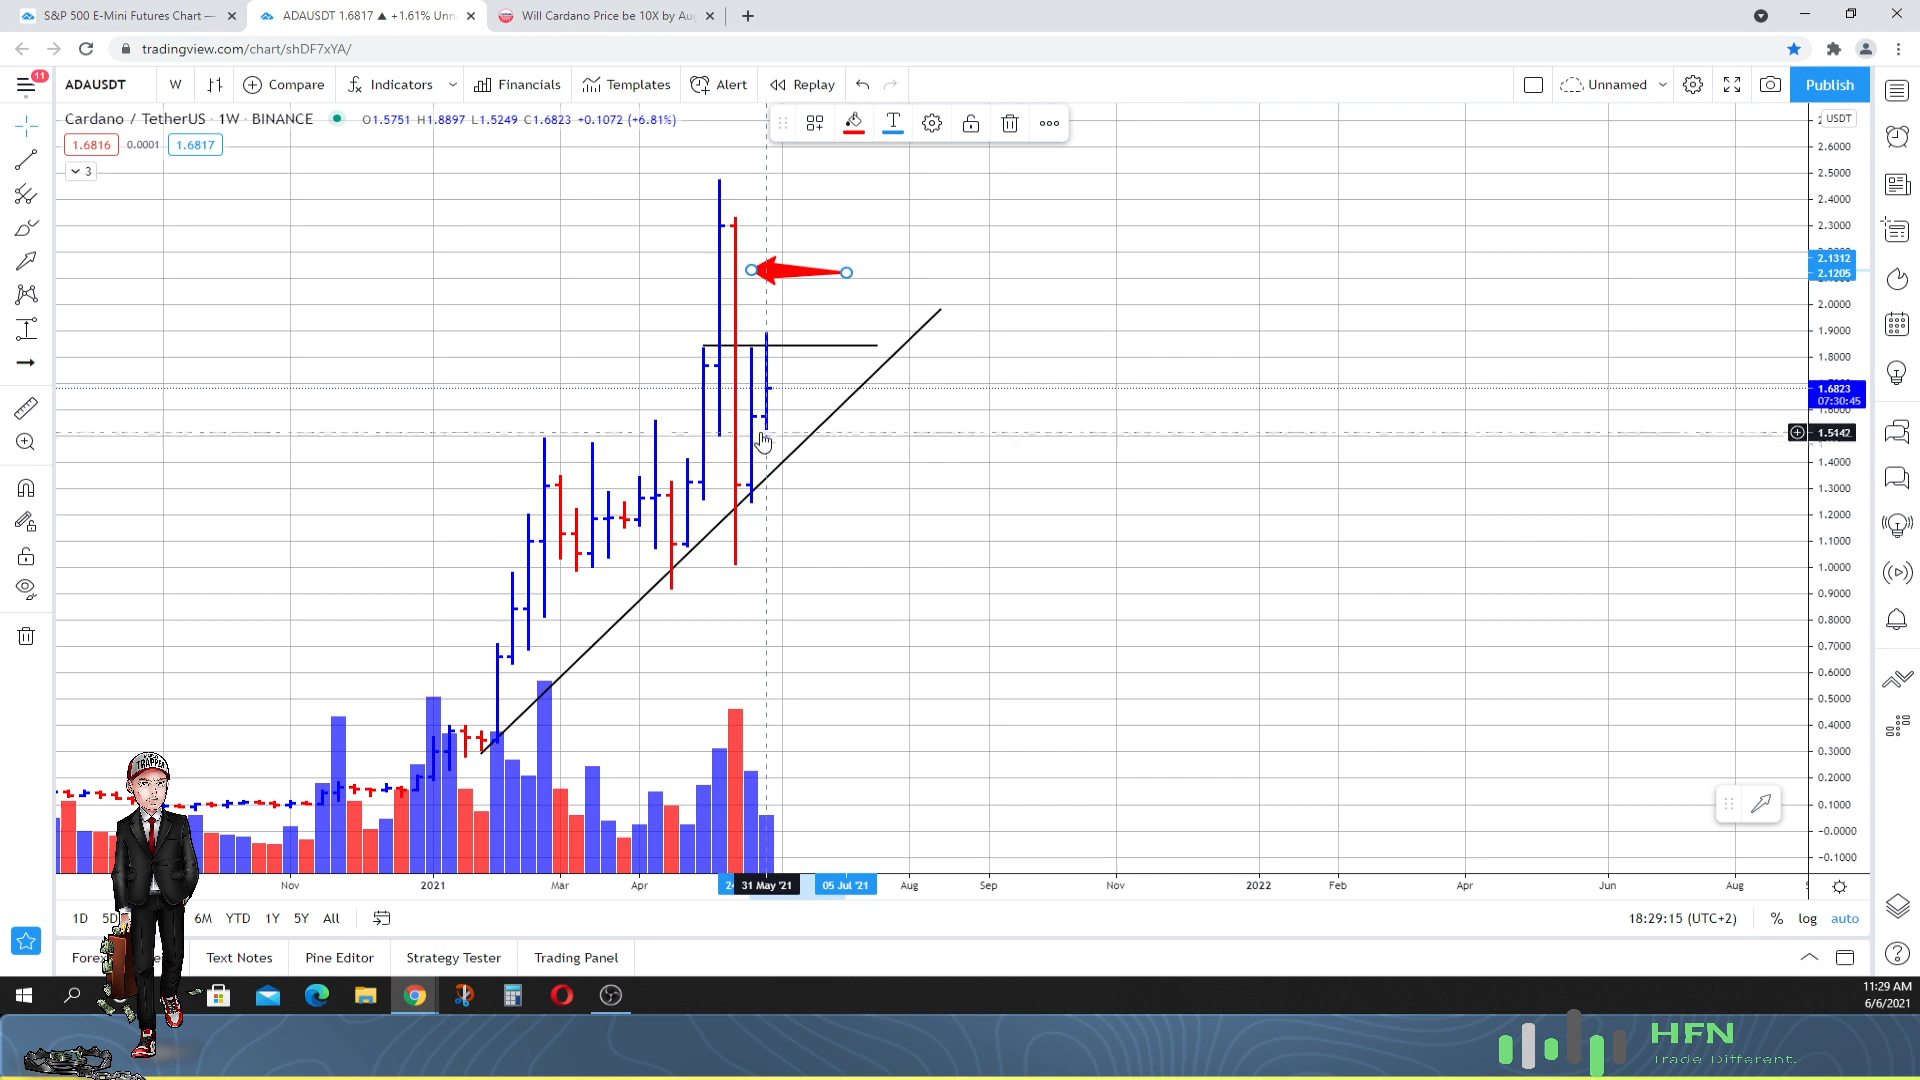 S&P 500 E-Mini Futures Chart —
ADAUSDT 1.6817 ▲ +1.61% Unn
Will Cardano Price be 10X by Au
tradingview.com/chart/shDF7xYA/
11
ADAUSDT W Compare Indicators Financials Templates Alert Replay Unnamed Publish
Cardano / TetherUS · 1W · BINANCE O1.5751 H1.8897 L1.5249 C1.6823 +0.1072 (+6.81%)
USDT
1.6816 0.0001 1.6817
3
2.6000
2.5000
2.4000
2.3000
2.1312
2.1205
2.0000
1.9000
1.8000
1.6823
07:30:45
1.5142
1.4000
1.3000
1.2000
1.1000
1.0000
0.9000
0.8000
0.7000
0.6000
0.5000
0.4000
0.3000
0.2000
0.1000
-0.0000
-0.1000
TRAPPER
Nov 2021 Mar Apr 31 May '21 05 Jul '21 Aug Sep Nov 2022 Feb Apr Jun Aug
1D 5D 6M YTD 1Y 5Y All 18:29:15 (UTC+2) % log auto
Text Notes Pine Editor Strategy Tester Trading Panel
11:29 AM
6/6/2021
HFN
Trade Different.